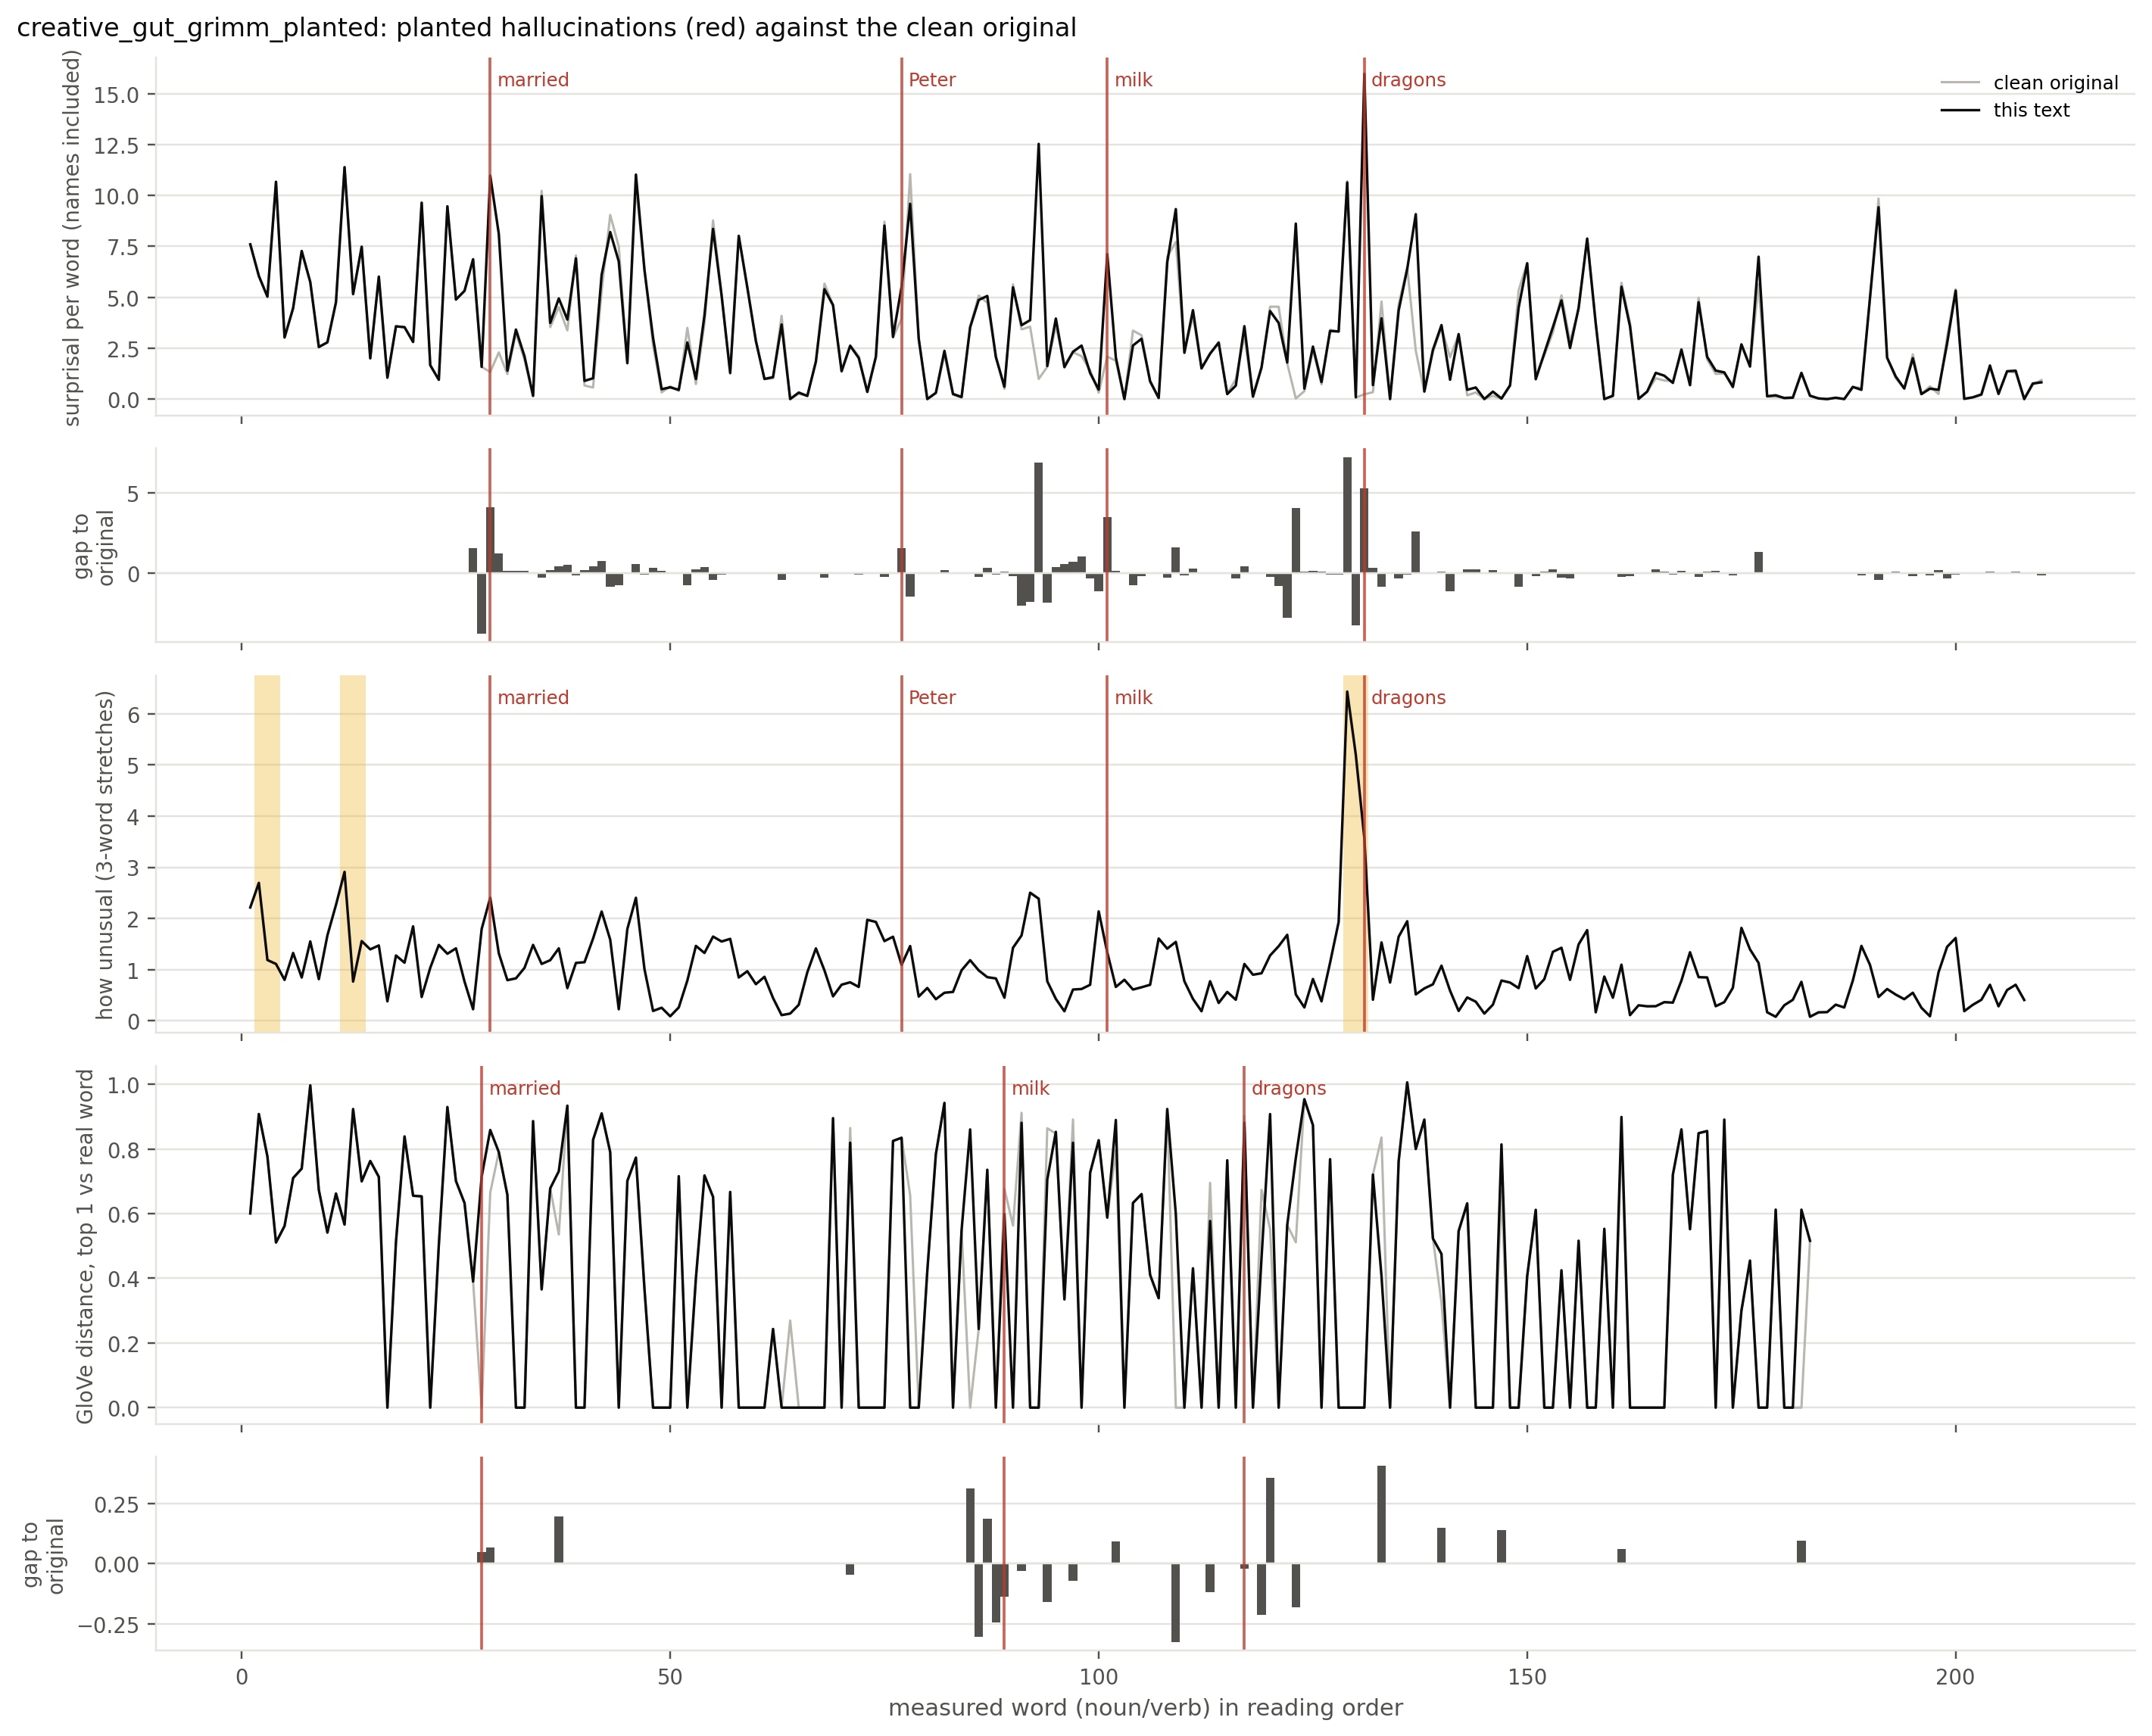 creative_gut_grimm_planted: planted hallucinations (red) against the clean original
surprisal per word (names included)
15.0
12.5
10.0
7.5
5.0
2.5
0.0
married
Peter
milk
dragons
clean original
this text
gap to
original
5
0
how unusual (3-word stretches)
6
5
4
3
2
1
0
married
Peter
milk
dragons
GloVe distance, top 1 vs real word
1.0
0.8
0.6
0.4
0.2
0.0
married
milk
dragons
gap to
original
0.25
0.00
−0.25
0
50
100
150
200
measured word (noun/verb) in reading order